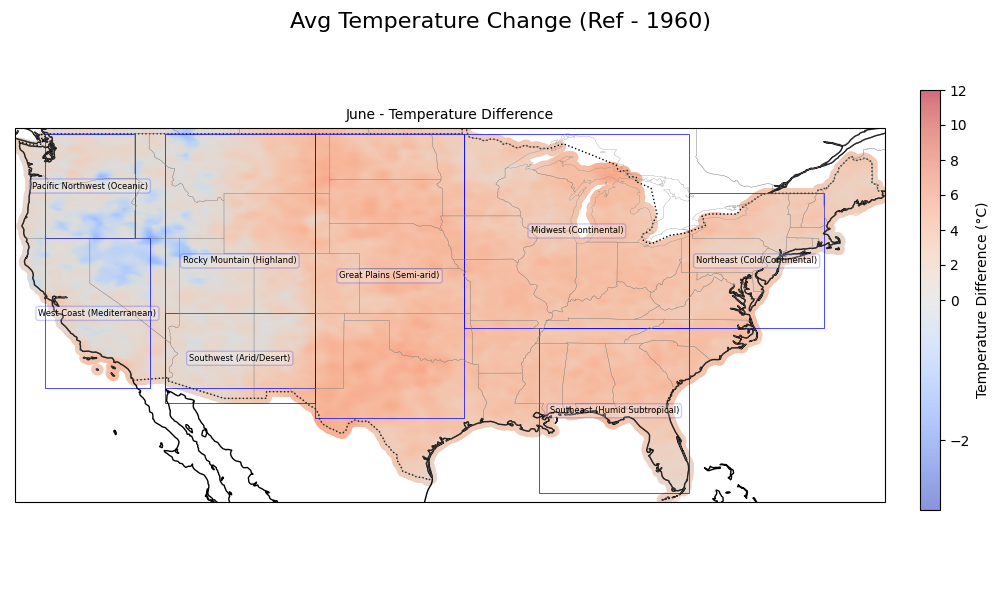 Avg Temperature Change (Ref - 1960)
June - Temperature Difference
Pacific Northwest (Oceanic)
Midwest (Continental)
Rocky Mountain (Highland)
Northeast (Cold/Continental)
Great Plains (Semi-arid)
West Coast (Mediterranean)
Southwest (Arid/Desert)
Southeast (Humid Subtropical)
12
10
8
6
4
2
0
−2
Temperature Difference (°C)